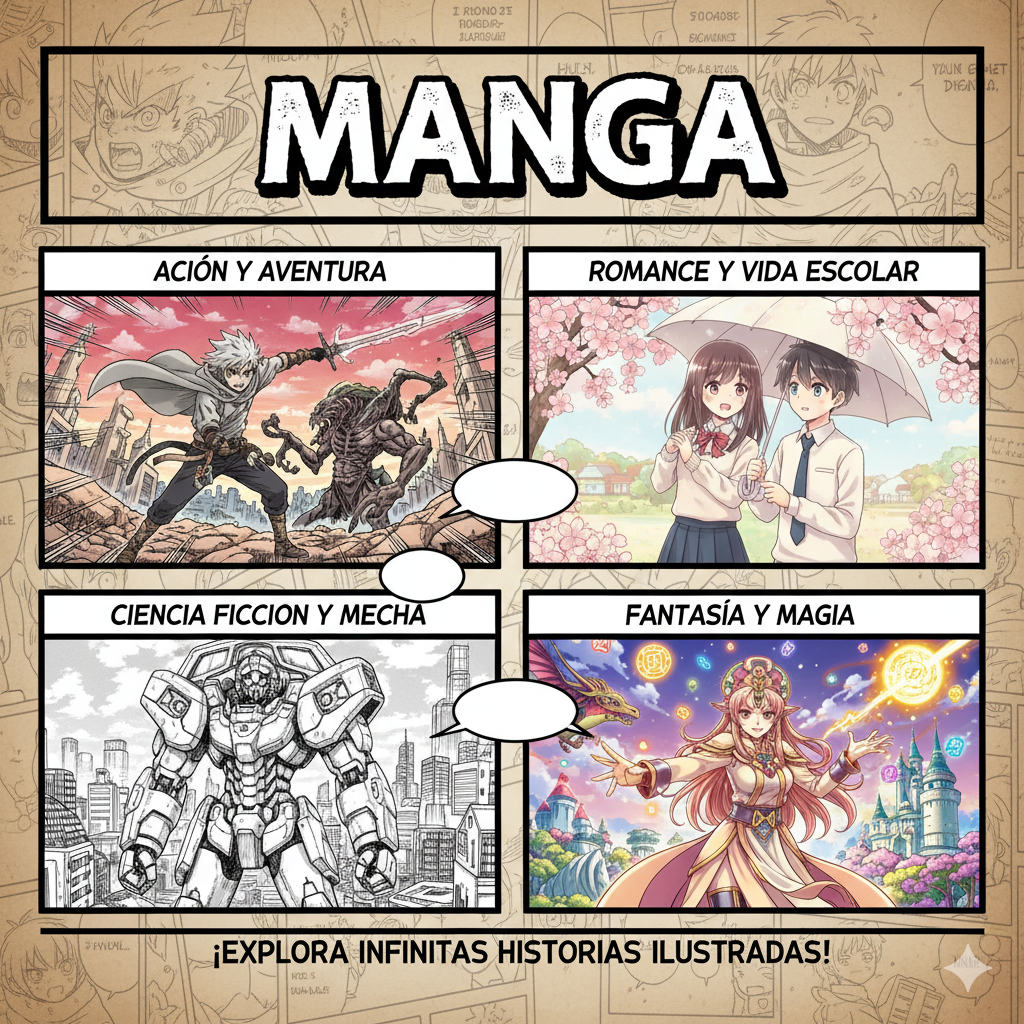 MANGA
ACIÓN Y AVENTURA
ROMANCE Y VIDA ESCOLAR
CIENCIA FICCION Y MECHA
FANTASÍA Y MAGIA
¡EXPLORA INFINITAS HISTORIAS ILUSTRADAS!